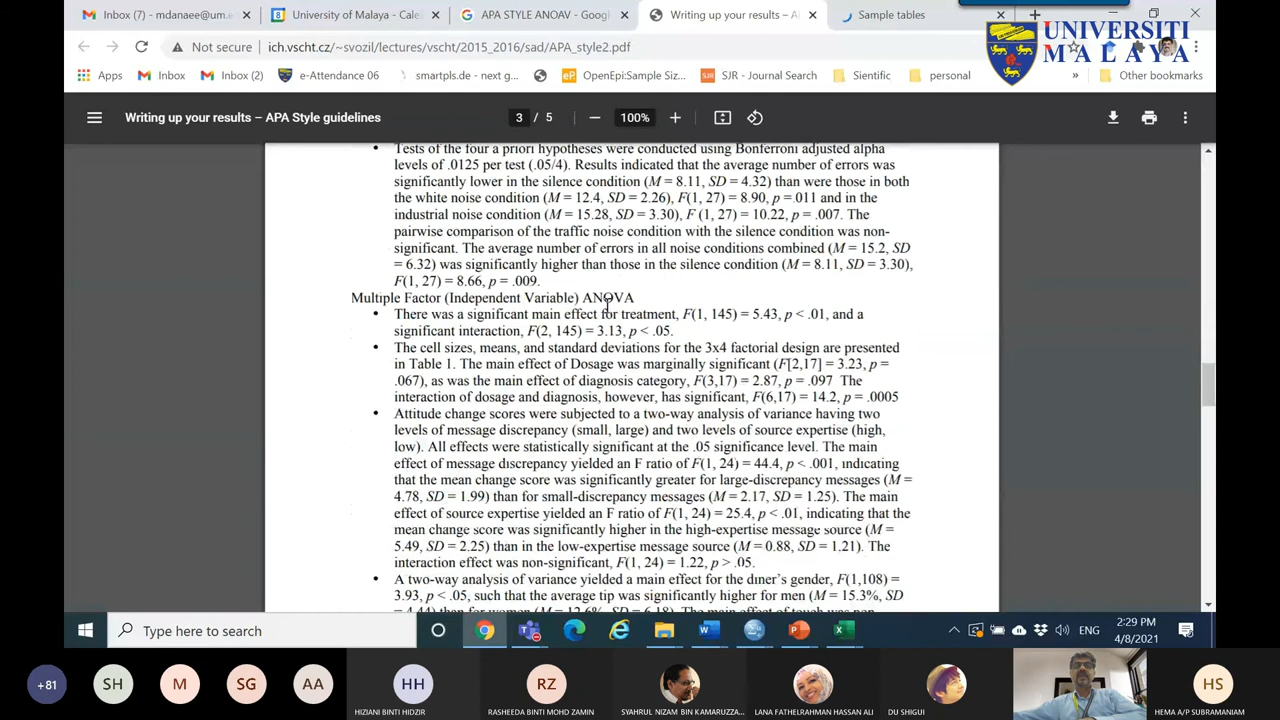 Inbox (7) - mdanaee@um.e
University of Malaya - Cale
APA STYLE ANOAV - Goog
Writing up your results – AP
Sample tables
UNIVERSITI
MALAYA
Not secure
ich.vscht.cz/~svozil/lectures/vscht/2015_2016/sad/APA_style2.pdf
Apps
Inbox
Inbox (2)
e-Attendance 06
smartpls.de - next g...
OpenEpi:Sample Siz...
SJR - Journal Search
Sientific
personal
»
Other bookmarks
Writing up your results – APA Style guidelines
3 / 5
100%
• Tests of the four a priori hypotheses were conducted using Bonferroni adjusted alpha
levels of .0125 per test (.05/4). Results indicated that the average number of errors was
significantly lower in the silence condition (M = 8.11, SD = 4.32) than were those in both
the white noise condition (M = 12.4, SD = 2.26), F(1, 27) = 8.90, p =.011 and in the
industrial noise condition (M = 15.28, SD = 3.30), F (1, 27) = 10.22, p = .007. The
pairwise comparison of the traffic noise condition with the silence condition was non-
significant. The average number of errors in all noise conditions combined (M = 15.2, SD
= 6.32) was significantly higher than those in the silence condition (M = 8.11, SD = 3.30),
F(1, 27) = 8.66, p = .009.
Multiple Factor (Independent Variable) ANOVA
• There was a significant main effect for treatment, F(1, 145) = 5.43, p < .01, and a
significant interaction, F(2, 145) = 3.13, p < .05.
• The cell sizes, means, and standard deviations for the 3x4 factorial design are presented
in Table 1. The main effect of Dosage was marginally significant (F[2,17] = 3.23, p =
.067), as was the main effect of diagnosis category, F(3,17) = 2.87, p = .097 The
interaction of dosage and diagnosis, however, has significant, F(6,17) = 14.2, p = .0005
• Attitude change scores were subjected to a two-way analysis of variance having two
levels of message discrepancy (small, large) and two levels of source expertise (high,
low). All effects were statistically significant at the .05 significance level. The main
effect of message discrepancy yielded an F ratio of F(1, 24) = 44.4, p < .001, indicating
that the mean change score was significantly greater for large-discrepancy messages (M =
4.78, SD = 1.99) than for small-discrepancy messages (M = 2.17, SD = 1.25). The main
effect of source expertise yielded an F ratio of F(1, 24) = 25.4, p < .01, indicating that the
mean change score was significantly higher in the high-expertise message source (M =
5.49, SD = 2.25) than in the low-expertise message source (M = 0.88, SD = 1.21). The
interaction effect was non-significant, F(1, 24) = 1.22, p > .05.
• A two-way analysis of variance yielded a main effect for the diner's gender, F(1,108) =
3.93, p < .05, such that the average tip was significantly higher for men (M = 15.3%, SD
= 4.44) than for women (M = 12.6%, SD = 6.18). The main effect of touch was non-
Type here to search
ENG
2:29 PM
4/8/2021
+81
SH
M
SG
AA
HH
RZ
HS
HIZIANI BINTI HIDZIR
RASHEEDA BINTI MOHD ZAMIN
SYAHRUL NIZAM BIN KAMARUZZA...
LANA FATHELRAHMAN HASSAN ALI
DU SHIGUI
HEMA A/P SUBRAMANIAM